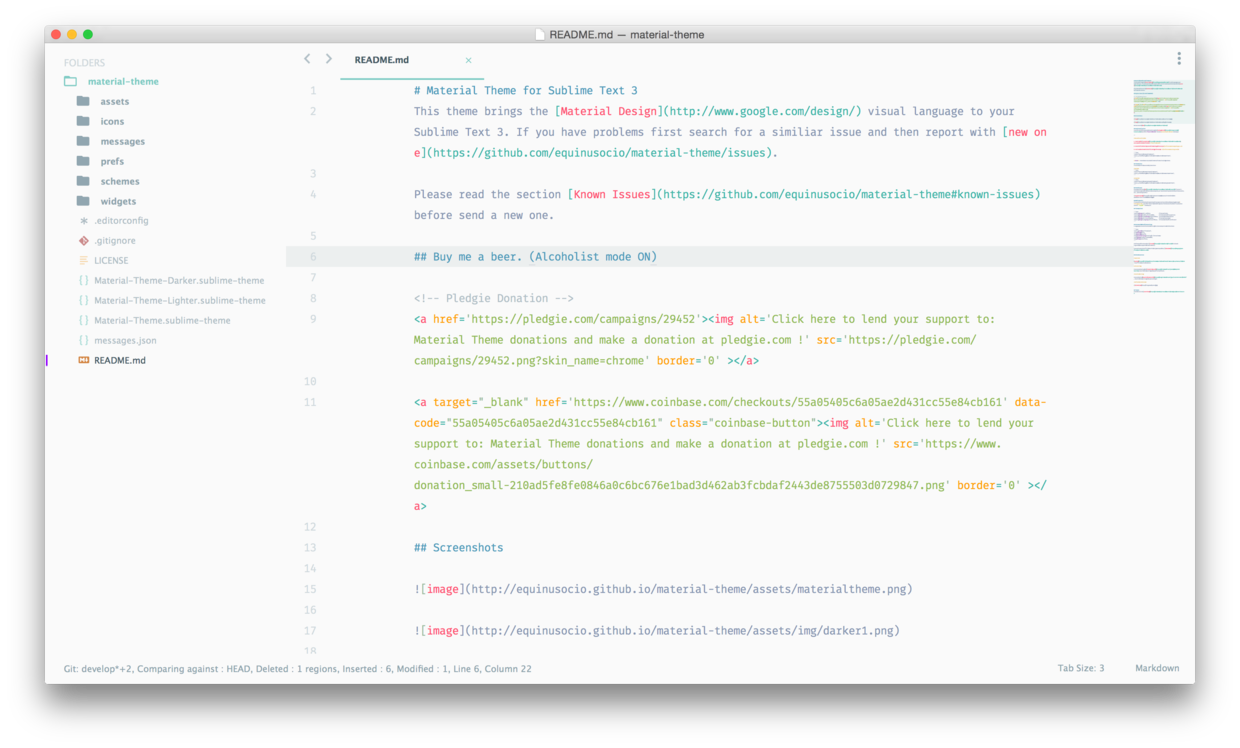 README.md — material-theme
FOLDERS
material-theme
assets
icons
messages
prefs
schemes
widgets
.editorconfig
.gitignore
LICENSE
Material-Theme-Darker.sublime-theme
Material-Theme-Lighter.sublime-theme
Material-Theme.sublime-theme
messages.json
README.md
README.md ×
1 # Material Theme for Sublime Text 3
2 This theme brings the [Material Design](http://www.google.com/design/) visual language to your
Sublime Text 3. If you have problems first search for a similiar issue and then report with [new on
e](https://github.com/equinusocio/material-theme/issues).
3
4 Please read the section [Known Issues](https://github.com/equinusocio/material-theme#known-issues)
before send a new one.
5
6 ## Buy me a beer. (Alcoholist mode ON)
7
8 <!-- Pledgie Donation -->
9 <a href='https://pledgie.com/campaigns/29452'><img alt='Click here to lend your support to:
Material Theme donations and make a donation at pledgie.com !' src='https://pledgie.com/
campaigns/29452.png?skin_name=chrome' border='0' ></a>
10
11 <a target="_blank" href='https://www.coinbase.com/checkouts/55a05405c6a05ae2d431cc55e84cb161' data-
code="55a05405c6a05ae2d431cc55e84cb161" class="coinbase-button"><img alt='Click here to lend your
support to: Material Theme donations and make a donation at pledgie.com !' src='https://www.
coinbase.com/assets/buttons/
donation_small-210ad5fe8fe0846a0c6bc676e1bad3d462ab3fcbdaf2443de8755503d0729847.png' border='0' ></
a>
12
13 ## Screenshots
14
15 ![image](http://equinusocio.github.io/material-theme/assets/materialtheme.png)
16
17 ![image](http://equinusocio.github.io/material-theme/assets/img/darker1.png)
18
Git: develop*+2, Comparing against : HEAD, Deleted : 1 regions, Inserted : 6, Modified : 1, Line 6, Column 22
Tab Size: 3 Markdown